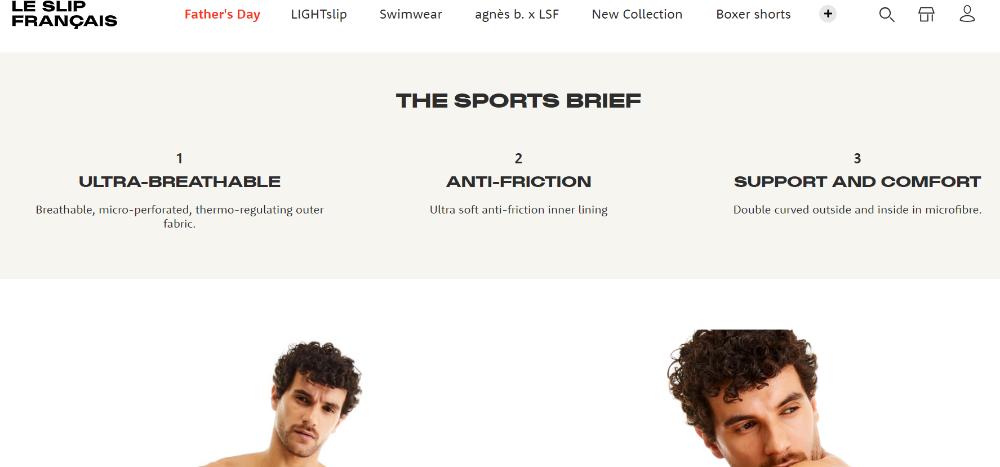 LE SLIP
FRANÇAIS
Father's Day
LIGHTslip
Swimwear
agnès b. x LSF
New Collection
Boxer shorts
THE SPORTS BRIEF
1
ULTRA-BREATHABLE
Breathable, micro-perforated, thermo-regulating outer
fabric.
2
ANTI-FRICTION
Ultra soft anti-friction inner lining
3
SUPPORT AND COMFORT
Double curved outside and inside in microfibre.